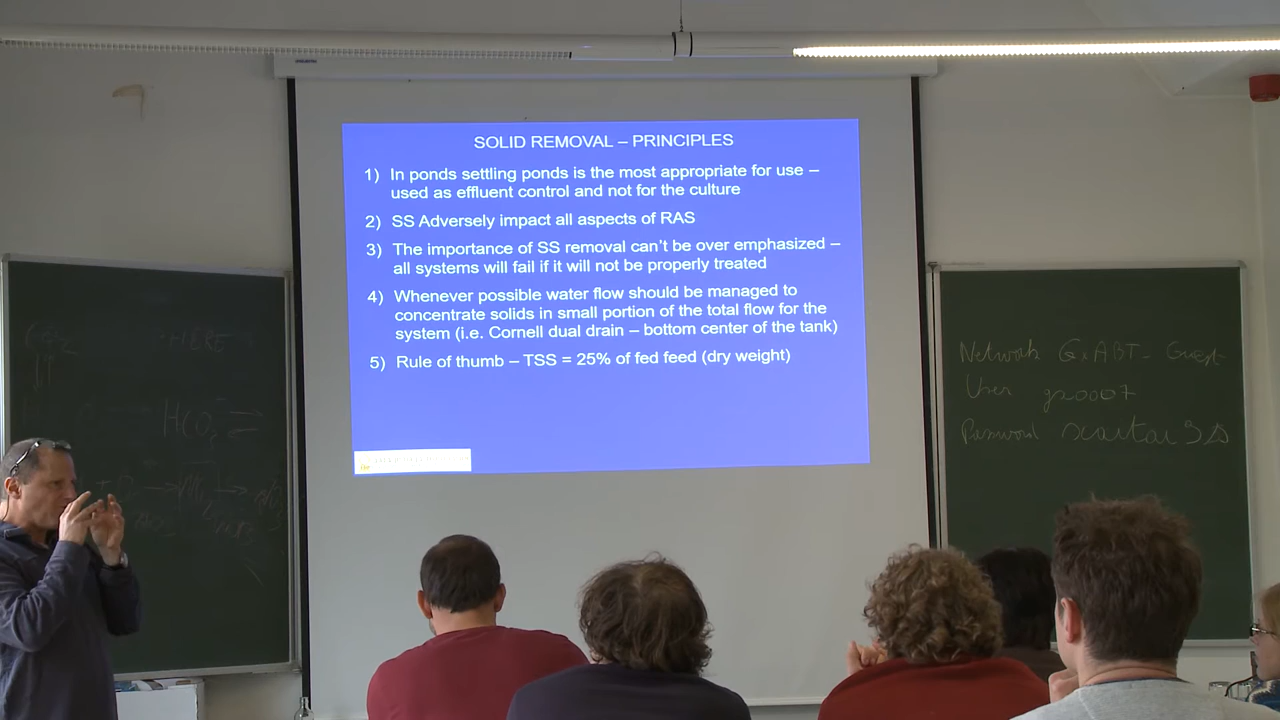 SOLID REMOVAL – PRINCIPLES
1) In ponds settling ponds is the most appropriate for use –
used as effluent control and not for the culture
2) SS Adversely impact all aspects of RAS
3) The importance of SS removal can't be over emphasized –
all systems will fail if it will not be properly treated
4) Whenever possible water flow should be managed to
concentrate solids in small portion of the total flow for the
system (i.e. Cornell dual drain – bottom center of the tank)
5) Rule of thumb – TSS = 25% of fed feed (dry weight)
HCO3
Network GxABT- Guest
User
Password